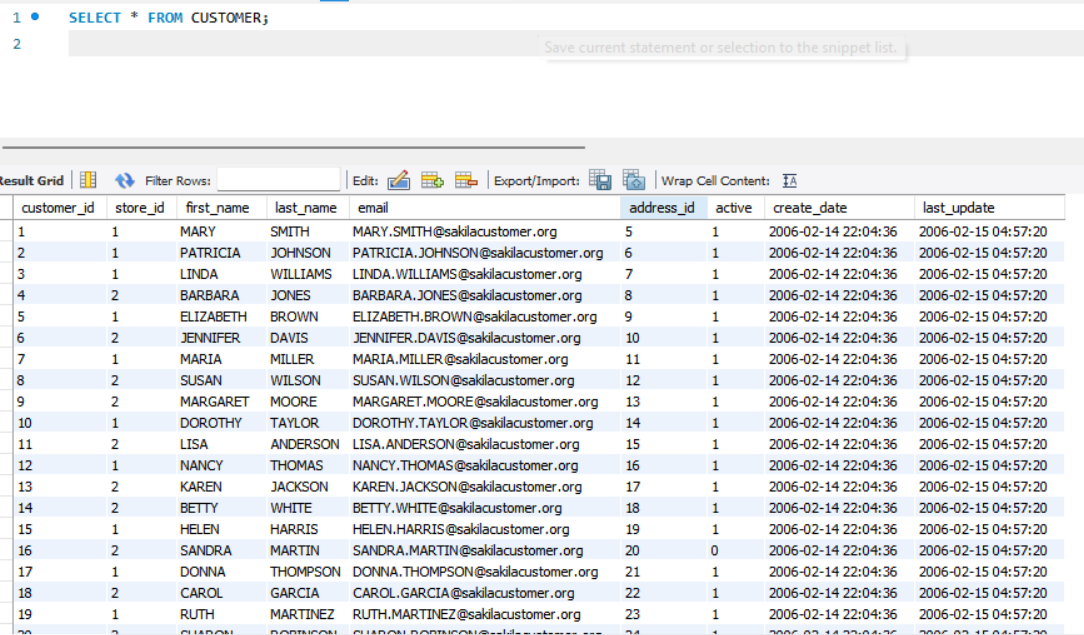 1 SELECT * FROM CUSTOMER;
2
Save current statement or selection to the snippet list.
Result Grid Filter Rows: Edit: Export/Import: Wrap Cell Content:
customer_id store_id first_name last_name email address_id active create_date last_update
1 1 MARY SMITH MARY.SMITH@sakilacustomer.org 5 1 2006-02-14 22:04:36 2006-02-15 04:57:20
2 1 PATRICIA JOHNSON PATRICIA.JOHNSON@sakilacustomer.org 6 1 2006-02-14 22:04:36 2006-02-15 04:57:20
3 1 LINDA WILLIAMS LINDA.WILLIAMS@sakilacustomer.org 7 1 2006-02-14 22:04:36 2006-02-15 04:57:20
4 2 BARBARA JONES BARBARA.JONES@sakilacustomer.org 8 1 2006-02-14 22:04:36 2006-02-15 04:57:20
5 1 ELIZABETH BROWN ELIZABETH.BROWN@sakilacustomer.org 9 1 2006-02-14 22:04:36 2006-02-15 04:57:20
6 2 JENNIFER DAVIS JENNIFER.DAVIS@sakilacustomer.org 10 1 2006-02-14 22:04:36 2006-02-15 04:57:20
7 1 MARIA MILLER MARIA.MILLER@sakilacustomer.org 11 1 2006-02-14 22:04:36 2006-02-15 04:57:20
8 2 SUSAN WILSON SUSAN.WILSON@sakilacustomer.org 12 1 2006-02-14 22:04:36 2006-02-15 04:57:20
9 2 MARGARET MOORE MARGARET.MOORE@sakilacustomer.org 13 1 2006-02-14 22:04:36 2006-02-15 04:57:20
10 1 DOROTHY TAYLOR DOROTHY.TAYLOR@sakilacustomer.org 14 1 2006-02-14 22:04:36 2006-02-15 04:57:20
11 2 LISA ANDERSON LISA.ANDERSON@sakilacustomer.org 15 1 2006-02-14 22:04:36 2006-02-15 04:57:20
12 1 NANCY THOMAS NANCY.THOMAS@sakilacustomer.org 16 1 2006-02-14 22:04:36 2006-02-15 04:57:20
13 2 KAREN JACKSON KAREN.JACKSON@sakilacustomer.org 17 1 2006-02-14 22:04:36 2006-02-15 04:57:20
14 2 BETTY WHITE BETTY.WHITE@sakilacustomer.org 18 1 2006-02-14 22:04:36 2006-02-15 04:57:20
15 1 HELEN HARRIS HELEN.HARRIS@sakilacustomer.org 19 1 2006-02-14 22:04:36 2006-02-15 04:57:20
16 2 SANDRA MARTIN SANDRA.MARTIN@sakilacustomer.org 20 0 2006-02-14 22:04:36 2006-02-15 04:57:20
17 1 DONNA THOMPSON DONNA.THOMPSON@sakilacustomer.org 21 1 2006-02-14 22:04:36 2006-02-15 04:57:20
18 2 CAROL GARCIA CAROL.GARCIA@sakilacustomer.org 22 1 2006-02-14 22:04:36 2006-02-15 04:57:20
19 1 RUTH MARTINEZ RUTH.MARTINEZ@sakilacustomer.org 23 1 2006-02-14 22:04:36 2006-02-15 04:57:20
20 2 SHARON ROBINSON SHARON.ROBINSON@sakilacustomer.org 24 1 2006-02-14 22:04:36 2006-02-15 04:57:20